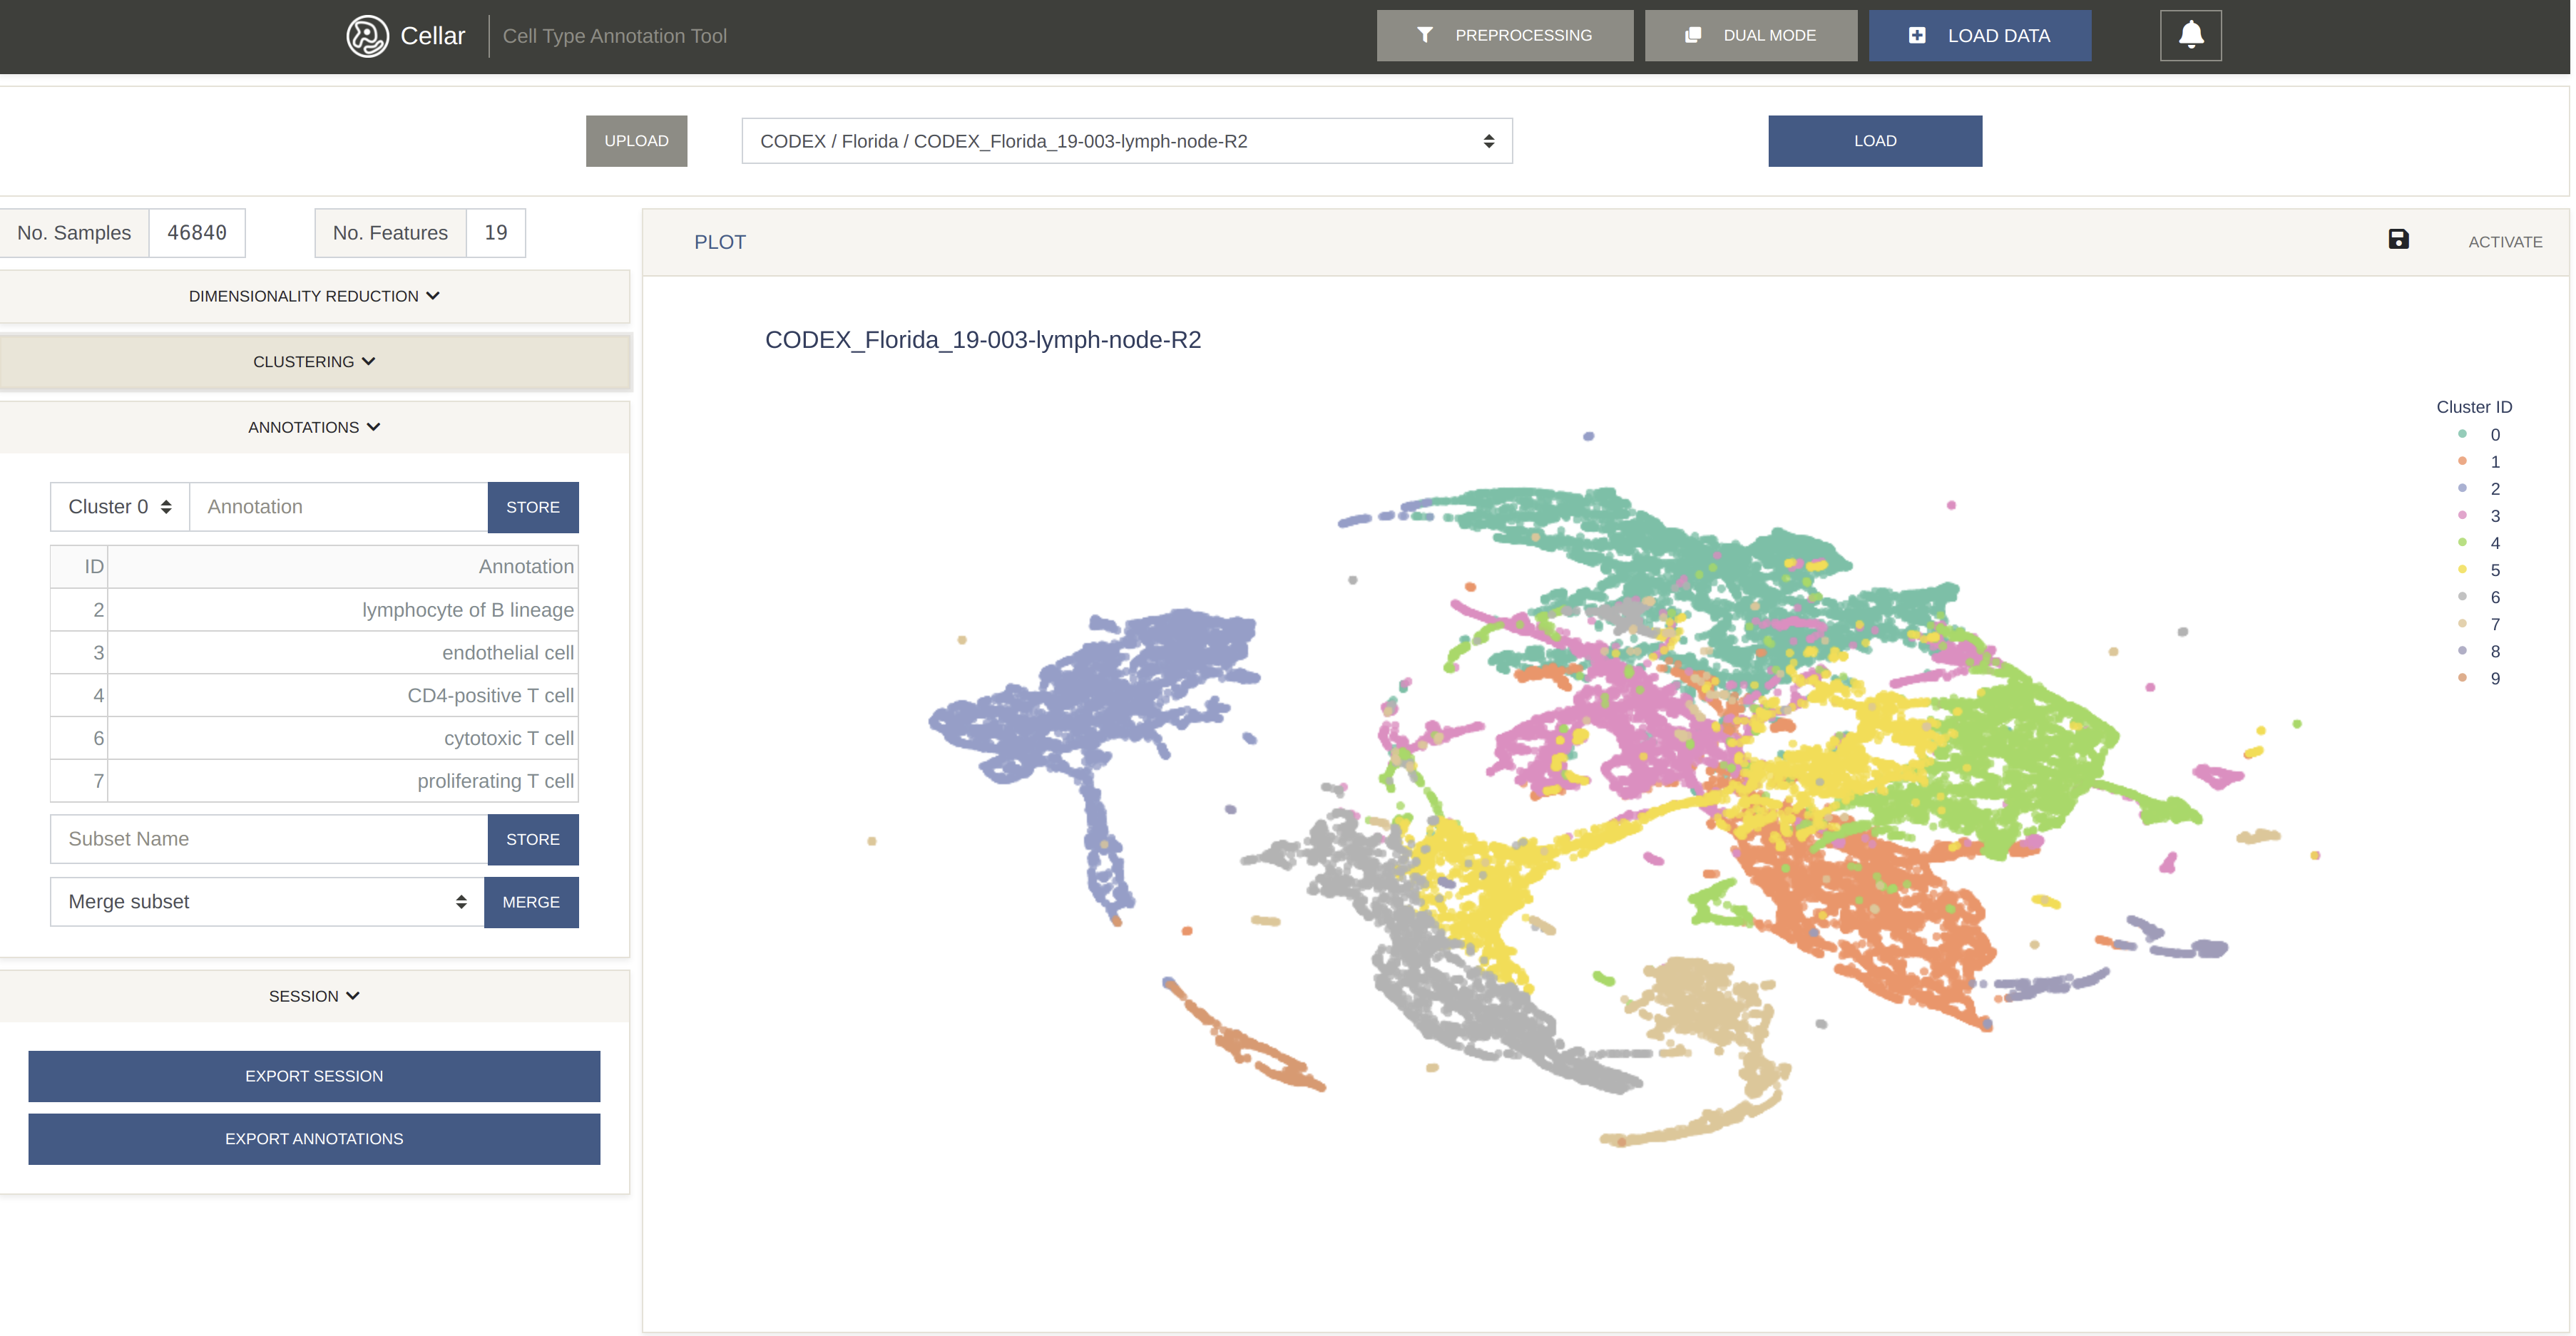 Cellar
Cell Type Annotation Tool
PREPROCESSING
DUAL MODE
LOAD DATA
UPLOAD
CODEX / Florida / CODEX_Florida_19-003-lymph-node-R2
LOAD
No. Samples 46840
No. Features 19
DIMENSIONALITY REDUCTION
CLUSTERING
ANNOTATIONS
Cluster 0
Annotation
STORE
ID Annotation
2 lymphocyte of B lineage
3 endothelial cell
4 CD4-positive T cell
6 cytotoxic T cell
7 proliferating T cell
Subset Name
STORE
Merge subset
MERGE
SESSION
EXPORT SESSION
EXPORT ANNOTATIONS
PLOT
ACTIVATE
CODEX_Florida_19-003-lymph-node-R2
Cluster ID
0
1
2
3
4
5
6
7
8
9